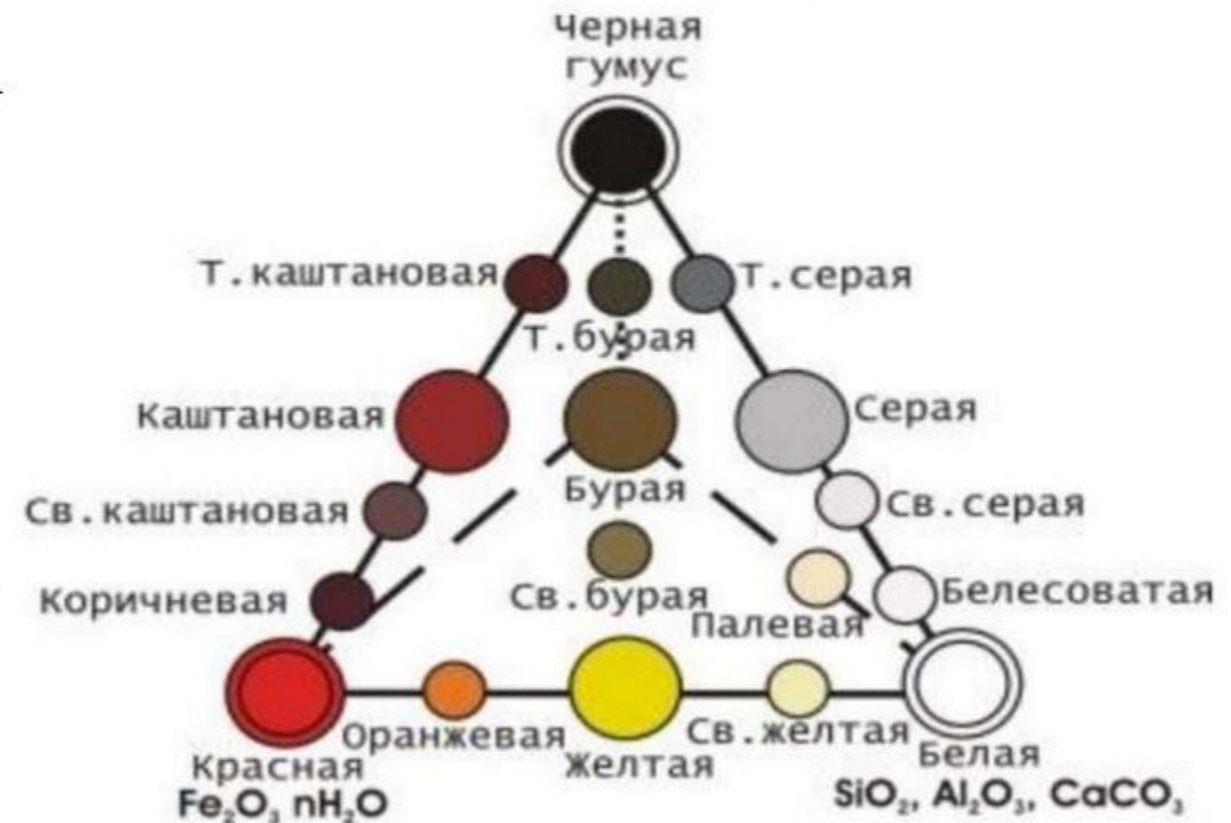 Черная
гумус
Т.каштановая
Т.серая
Т.бурая
Каштановая
Серая
Бурая
Св.каштановая
Св.серая
Св.бурая
Коричневая
Белесоватая
Палевая
Оранжевая
Св.желтая
Желтая
Белая
Красная
Fe₂O₃ nH₂O
SiO₂, Al₂O₃, CaCO₃